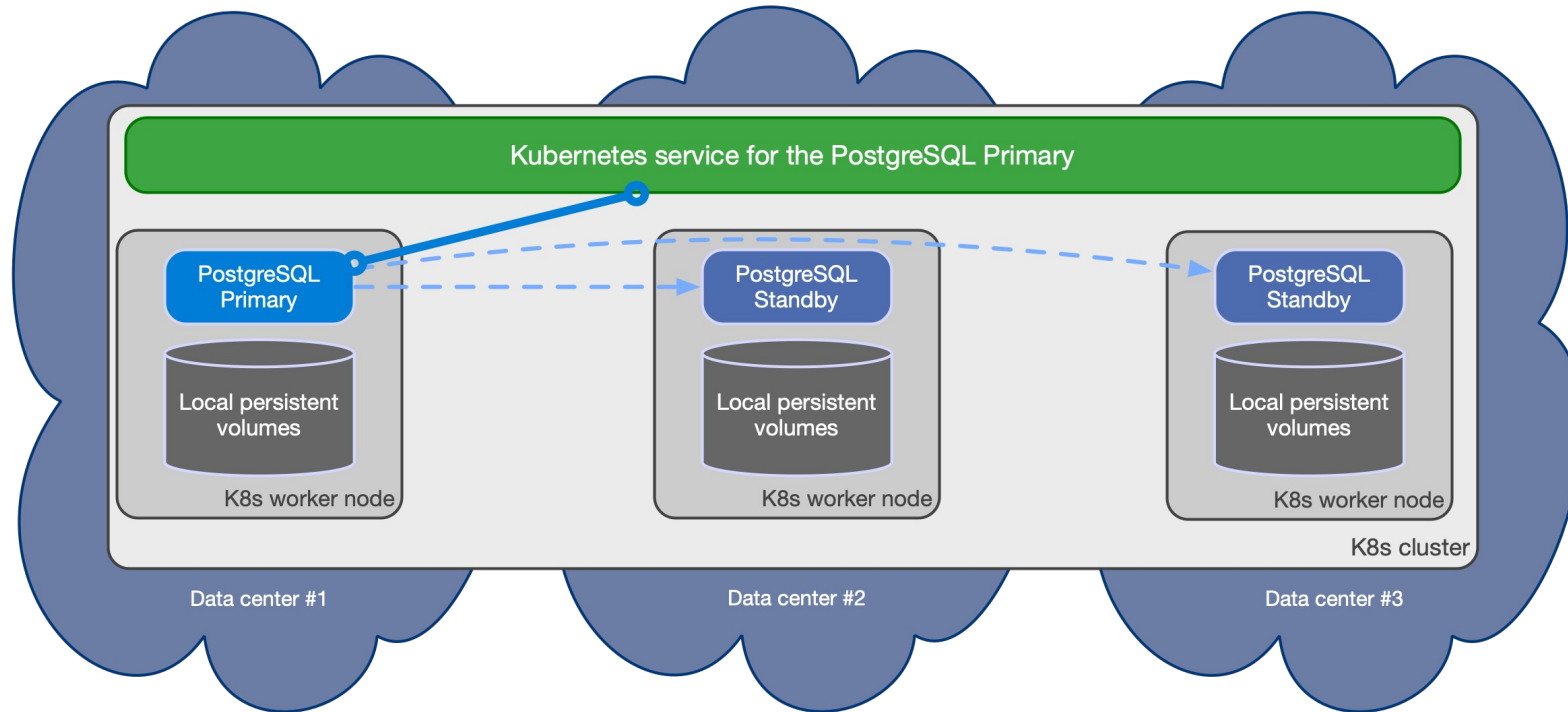 Kubernetes service for the PostgreSQL Primary
PostgreSQL
Primary
Local persistent
volumes
K8s worker node
PostgreSQL
Standby
Local persistent
volumes
K8s worker node
PostgreSQL
Standby
Local persistent
volumes
K8s worker node
K8s cluster
Data center #1
Data center #2
Data center #3